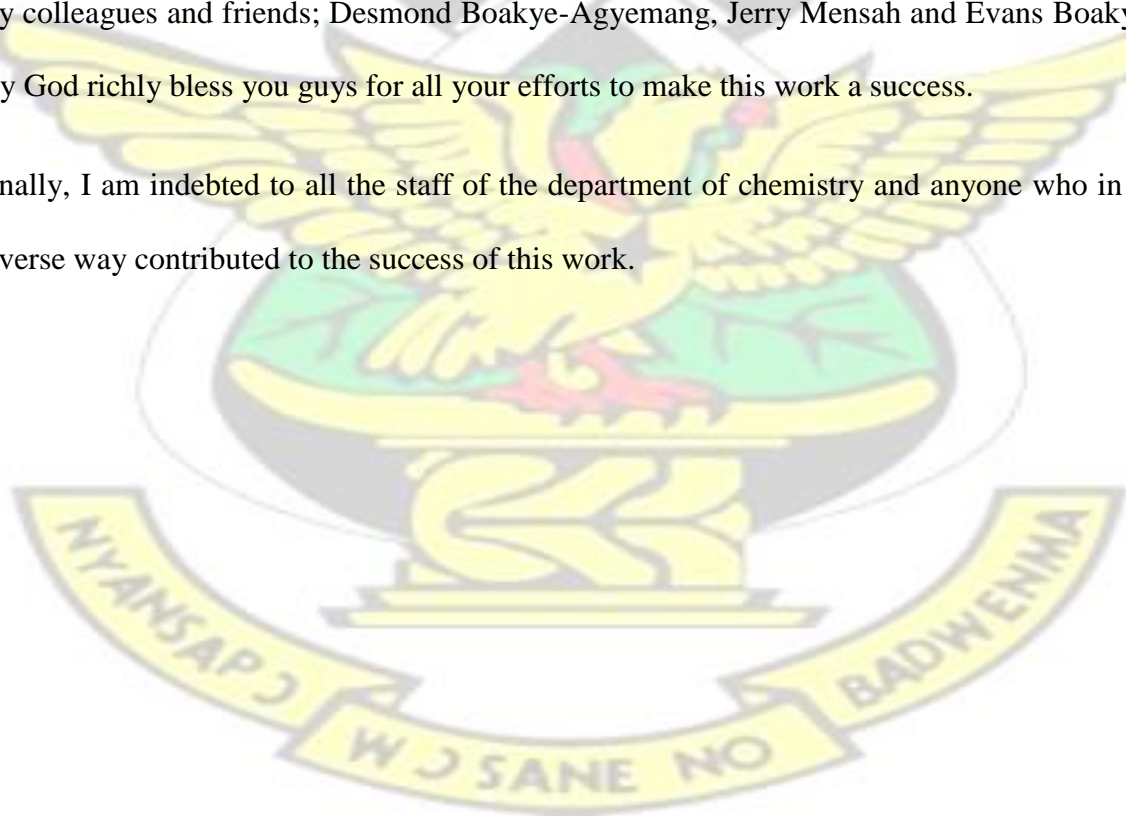 y colleagues and friends; Desmond Boakye-Agyemang, Jerry Mensah and Evans Boaky
y God richly bless you guys for all your efforts to make this work a success.
nally, I am indebted to all the staff of the department of chemistry and anyone who in
verse way contributed to the success of this work.
NYANSAPƆ
WƆSANE NO
BADWENMA